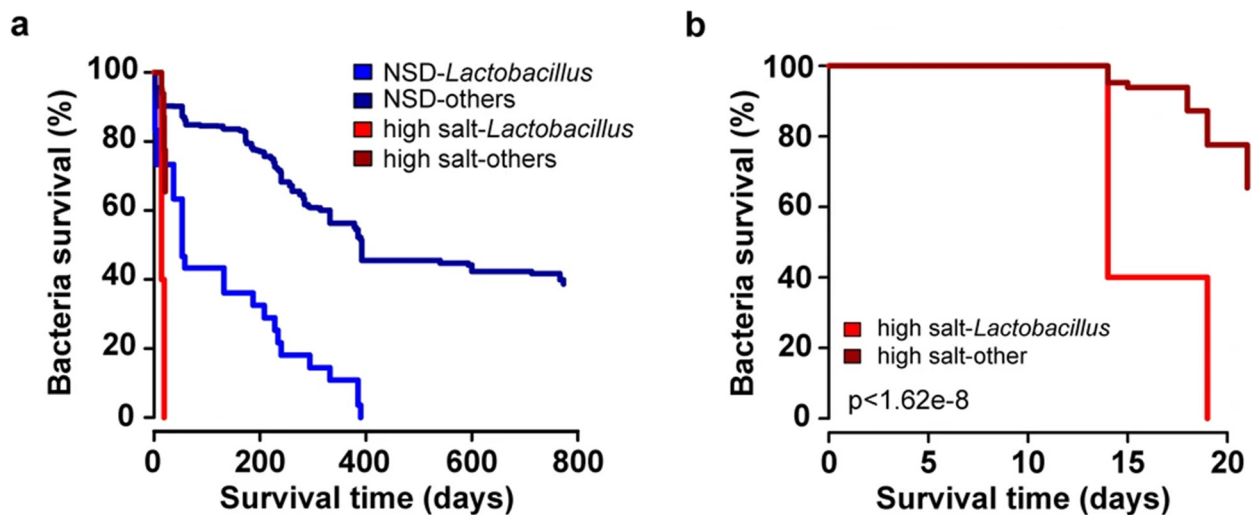 a
Bacteria survival (%)
100
80
60
40
20
0
NSD-Lactobacillus
NSD-others
high salt-Lactobacillus
high salt-others
0 200 400 600 800
Survival time (days)
b
Bacteria survival (%)
100
80
60
40
20
0
high salt-Lactobacillus
high salt-other
p<1.62e-8
0 5 10 15 20
Survival time (days)